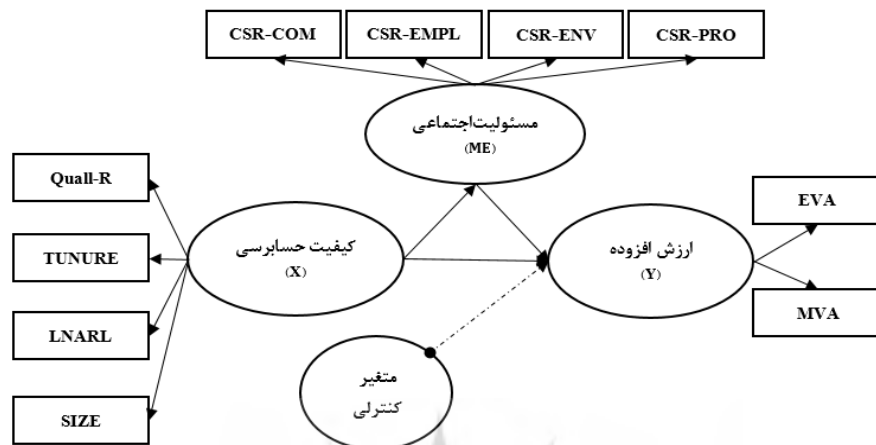 CSR-COM
CSR-EMPL
CSR-ENV
CSR-PRO
مسئولیت‌اجتماعی
(ME)
Quall-R
TUNURE
LNARL
SIZE
کیفیت حسابرسی
(X)
ارزش افزوده
(Y)
EVA
MVA
متغیر
کنترلی